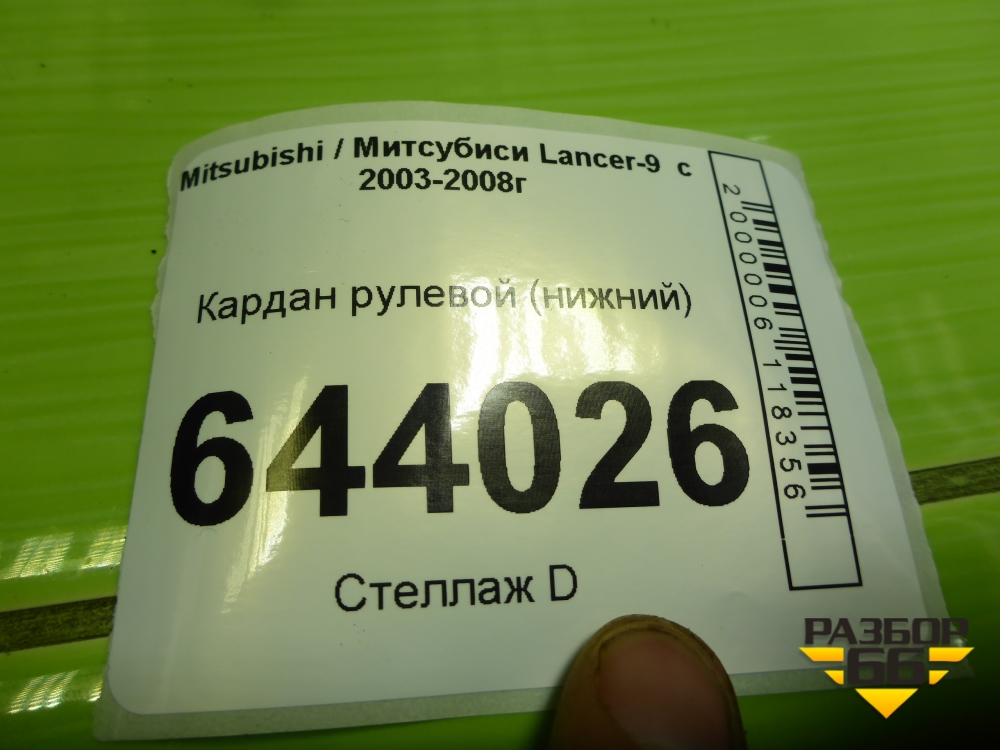 Mitsubishi / Митсубиси Lancer-9 с
2003-2008г
Кардан рулевой (нижний)
644026
Стеллаж D
2000006118356
РАЗБОР
66